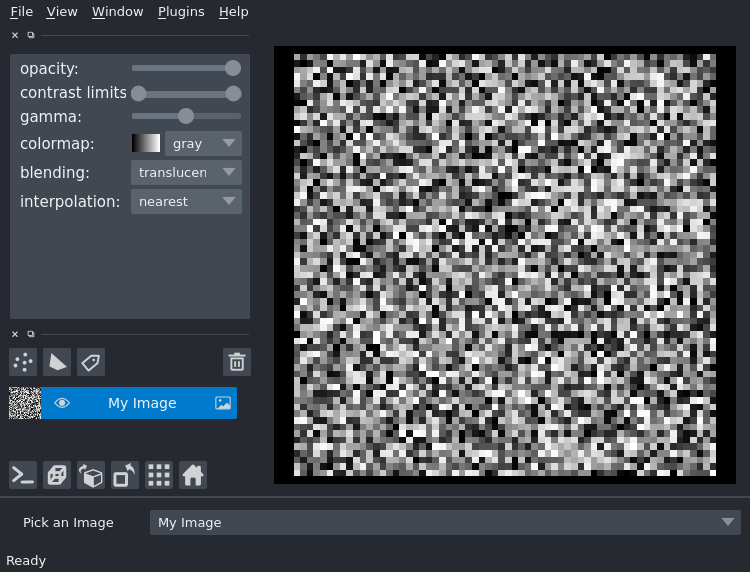 File View Window Plugins Help
opacity:
contrast limits
gamma:
colormap: gray
blending: translucen
interpolation: nearest
My Image
Pick an Image My Image
Ready